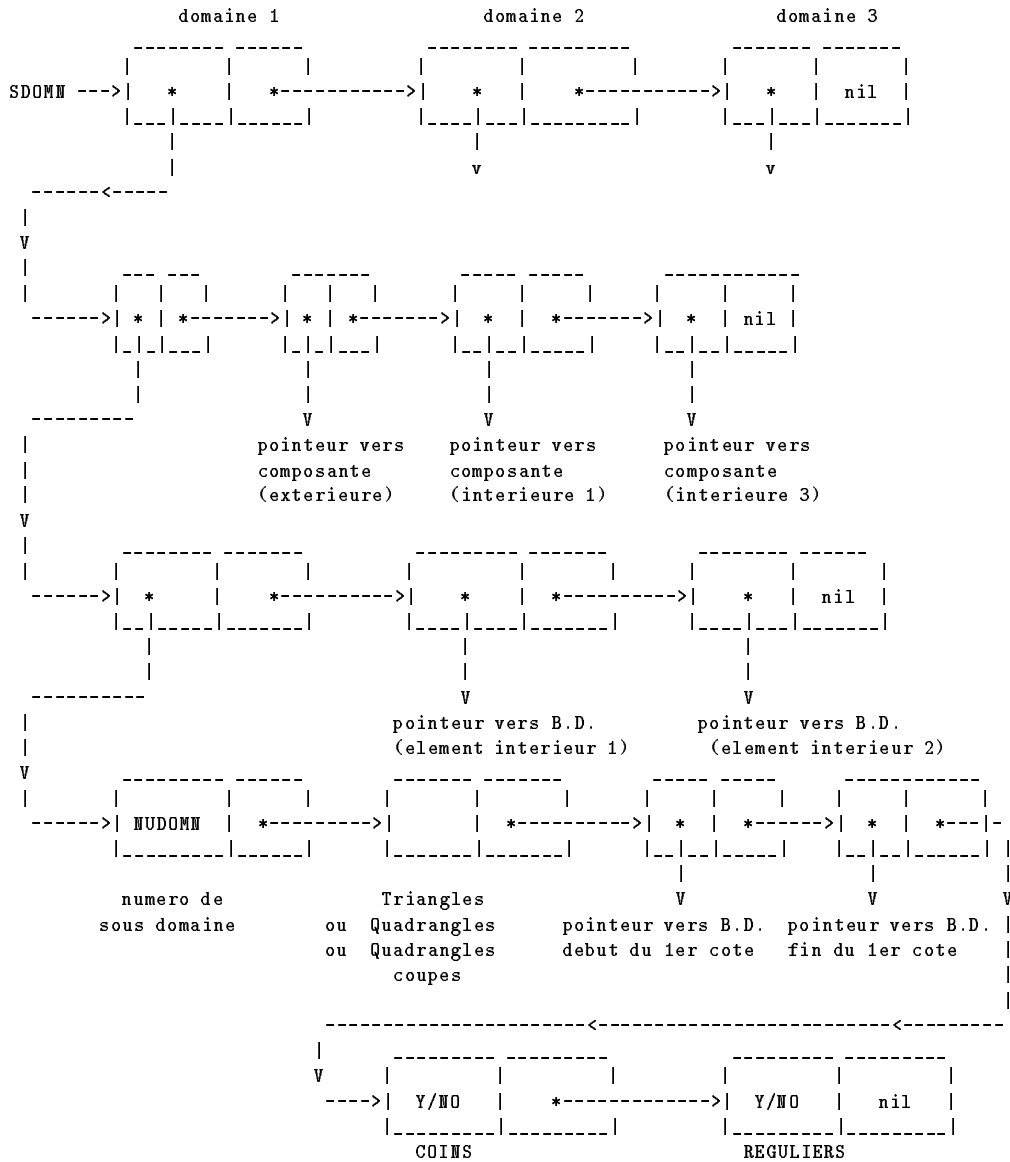 domaine 1 domaine 2 domaine 3
SDOMN * * * * * nil
v v
V
* * * * * * * nil
V V V
pointeur vers pointeur vers pointeur vers
composante composante composante
(exterieure) (interieure 1) (interieure 3)
V
* * * * * nil
V V
pointeur vers B.D. pointeur vers B.D.
(element interieur 1) (element interieur 2)
V
NUDOMN * * * * * *
V V V
numero de Triangles
sous domaine ou Quadrangles pointeur vers B.D. pointeur vers B.D.
ou Quadrangles debut du 1er cote fin du 1er cote
coupes
V
Y/NO * Y/NO nil
COINS REGULIERS